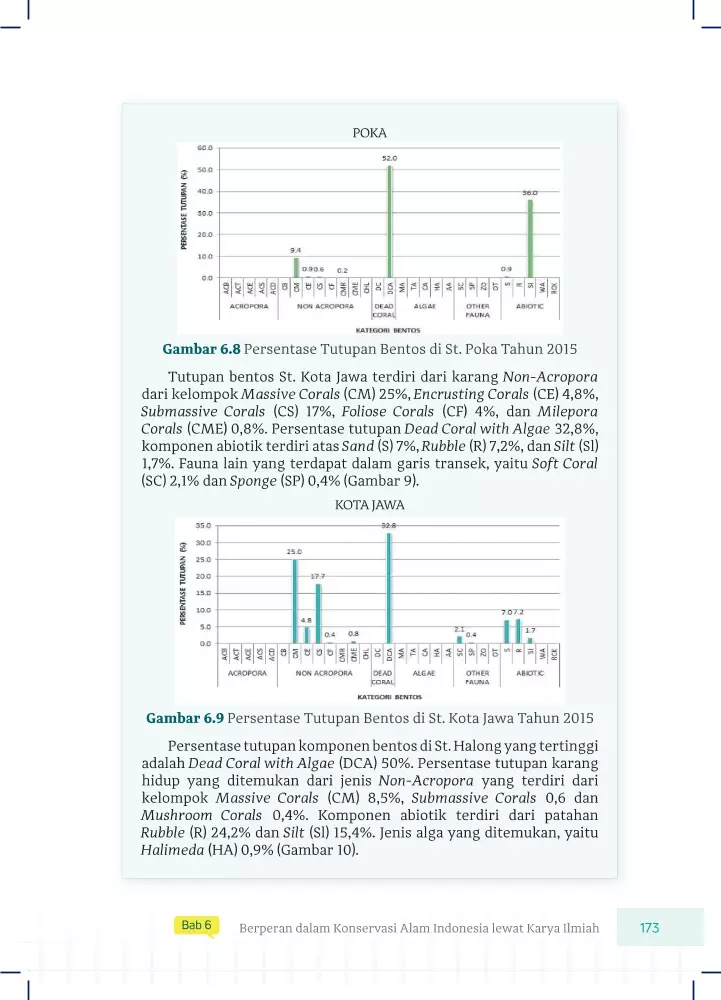 POKA
60.0
50.0
40.0
30.0
20.0
10.0
0.0
PERSENTASE TUTUPAN (%)
9.4
0.9 0.6
0.2
52.0
0.9
36.0
ACB ACT ACE ACS ACD CB CM CE CS CF CMR CME CHL DC DCA MA TA CA HA AA SC SP ZO OT S R SI WA RCK
ACROPORA NON ACROPORA DEAD CORAL ALGAE OTHER FAUNA ABIOTIC
KATEGORI BENTOS
Gambar 6.8 Persentase Tutupan Bentos di St. Poka Tahun 2015
Tutupan bentos St. Kota Jawa terdiri dari karang Non-Acropora
dari kelompok Massive Corals (CM) 25%, Encrusting Corals (CE) 4,8%,
Submassive Corals (CS) 17%, Foliose Corals (CF) 4%, dan Milepora
Corals (CME) 0,8%. Persentase tutupan Dead Coral with Algae 32,8%,
komponen abiotik terdiri atas Sand (S) 7%, Rubble (R) 7,2%, dan Silt (Sl)
1,7%. Fauna lain yang terdapat dalam garis transek, yaitu Soft Coral
(SC) 2,1% dan Sponge (SP) 0,4% (Gambar 9).
KOTA JAWA
35.0
30.0
25.0
20.0
15.0
10.0
5.0
0.0
PERSENTASE TUTUPAN (%)
25.0
4.8
17.7
0.4
0.8
32.8
2.1
0.4
7.0 7.2
1.7
ACB ACT ACE ACS ACD CB CM CE CS CF CMR CME CHL DC DCA MA TA CA HA AA SC SP ZO OT S R SI WA RCK
ACROPORA NON ACROPORA DEAD CORAL ALGAE OTHER FAUNA ABIOTIC
KATEGORI BENTOS
Gambar 6.9 Persentase Tutupan Bentos di St. Kota Jawa Tahun 2015
Persentase tutupan komponen bentos di St. Halong yang tertinggi
adalah Dead Coral with Algae (DCA) 50%. Persentase tutupan karang
hidup yang ditemukan dari jenis Non-Acropora yang terdiri dari
kelompok Massive Corals (CM) 8,5%, Submassive Corals 0,6 dan
Mushroom Corals 0,4%. Komponen abiotik terdiri dari patahan
Rubble (R) 24,2% dan Silt (Sl) 15,4%. Jenis alga yang ditemukan, yaitu
Halimeda (HA) 0,9% (Gambar 10).
Bab 6 Berperan dalam Konservasi Alam Indonesia lewat Karya Ilmiah 173